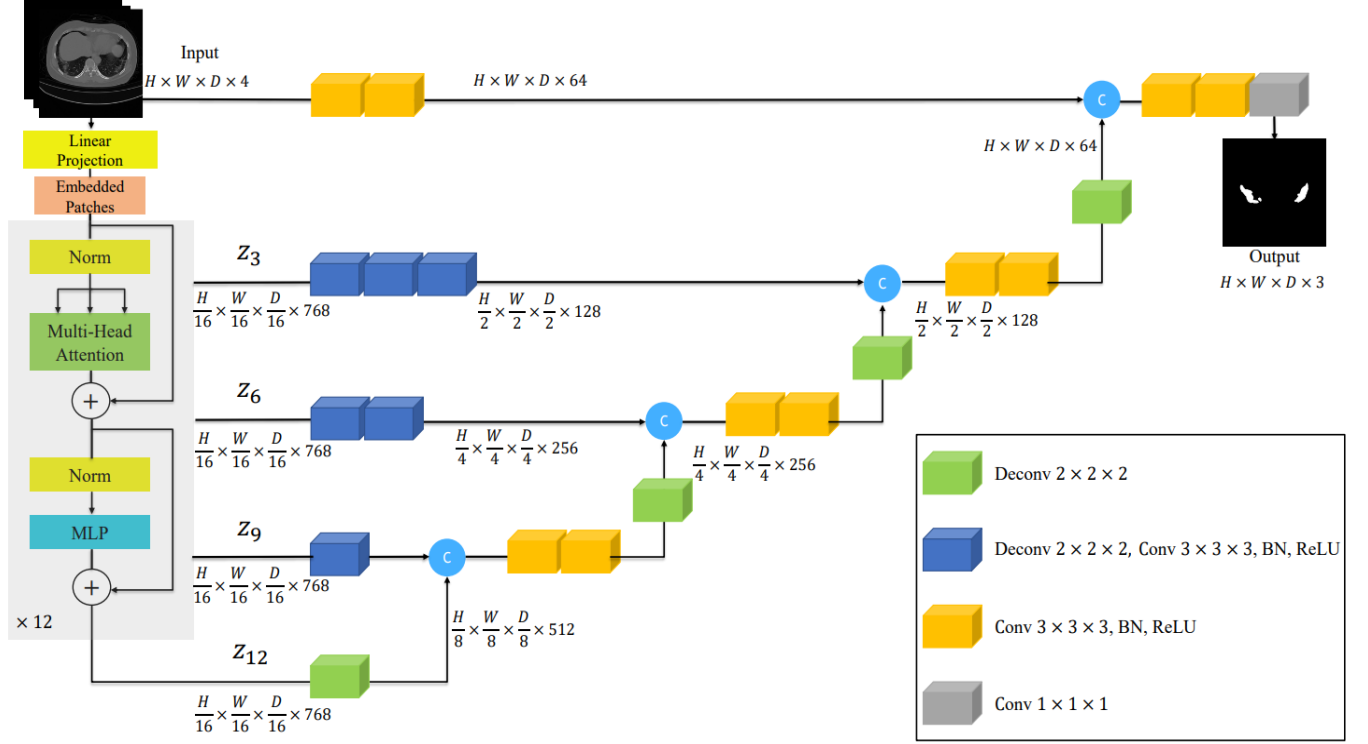 Input
H × W × D × 4
H × W × D × 64
C
Linear
Projection
Embedded
Patches
H × W × D × 64
Output
H × W × D × 3
Norm
Multi-Head
Attention
+
Norm
MLP
+
× 12
z₃
H/16 × W/16 × D/16 × 768
H/2 × W/2 × D/2 × 128
C
H/2 × W/2 × D/2 × 128
z₆
H/16 × W/16 × D/16 × 768
H/4 × W/4 × D/4 × 256
C
H/4 × W/4 × D/4 × 256
z₉
H/16 × W/16 × D/16 × 768
C
H/8 × W/8 × D/8 × 512
z₁₂
H/16 × W/16 × D/16 × 768
Deconv 2 × 2 × 2
Deconv 2 × 2 × 2, Conv 3 × 3 × 3, BN, ReLU
Conv 3 × 3 × 3, BN, ReLU
Conv 1 × 1 × 1